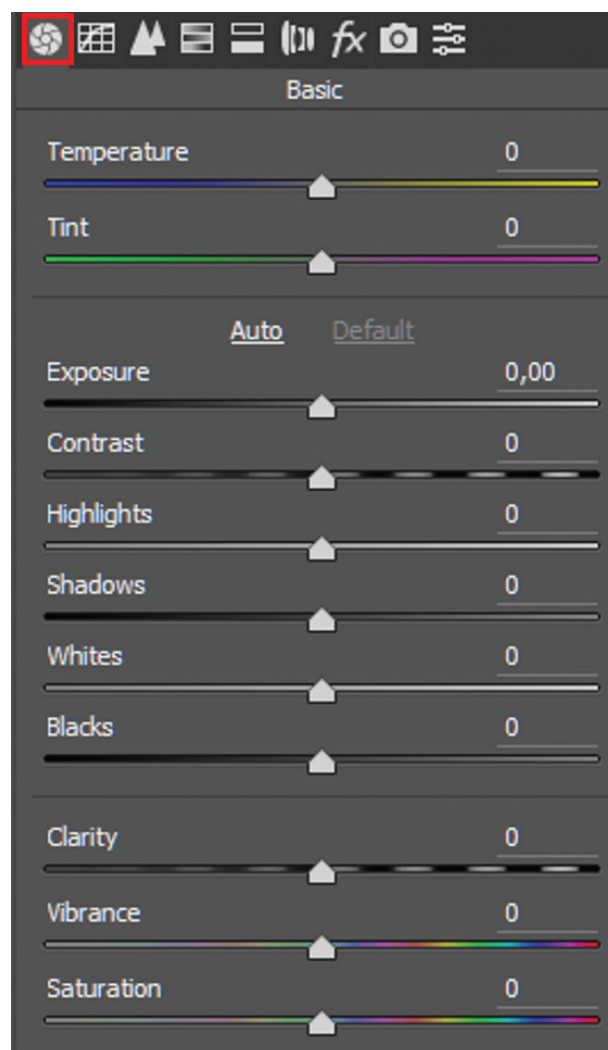 fx
Basic
Temperature 0
Tint 0
Auto Default
Exposure 0,00
Contrast 0
Highlights 0
Shadows 0
Whites 0
Blacks 0
Clarity 0
Vibrance 0
Saturation 0